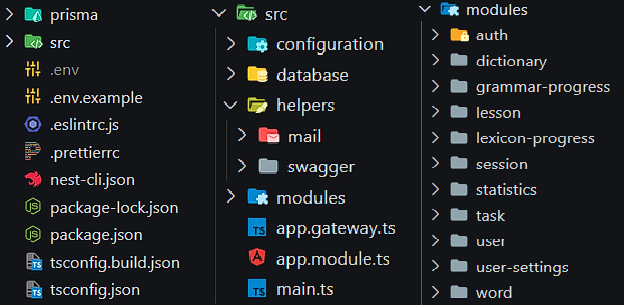 prisma
src
.env
.env.example
.eslintrc.js
.prettierrc
nest-cli.json
package-lock.json
package.json
tsconfig.build.json
tsconfig.json
src
configuration
database
helpers
mail
swagger
modules
app.gateway.ts
app.module.ts
main.ts
modules
auth
dictionary
grammar-progress
lesson
lexicon-progress
session
statistics
task
user
user-settings
word